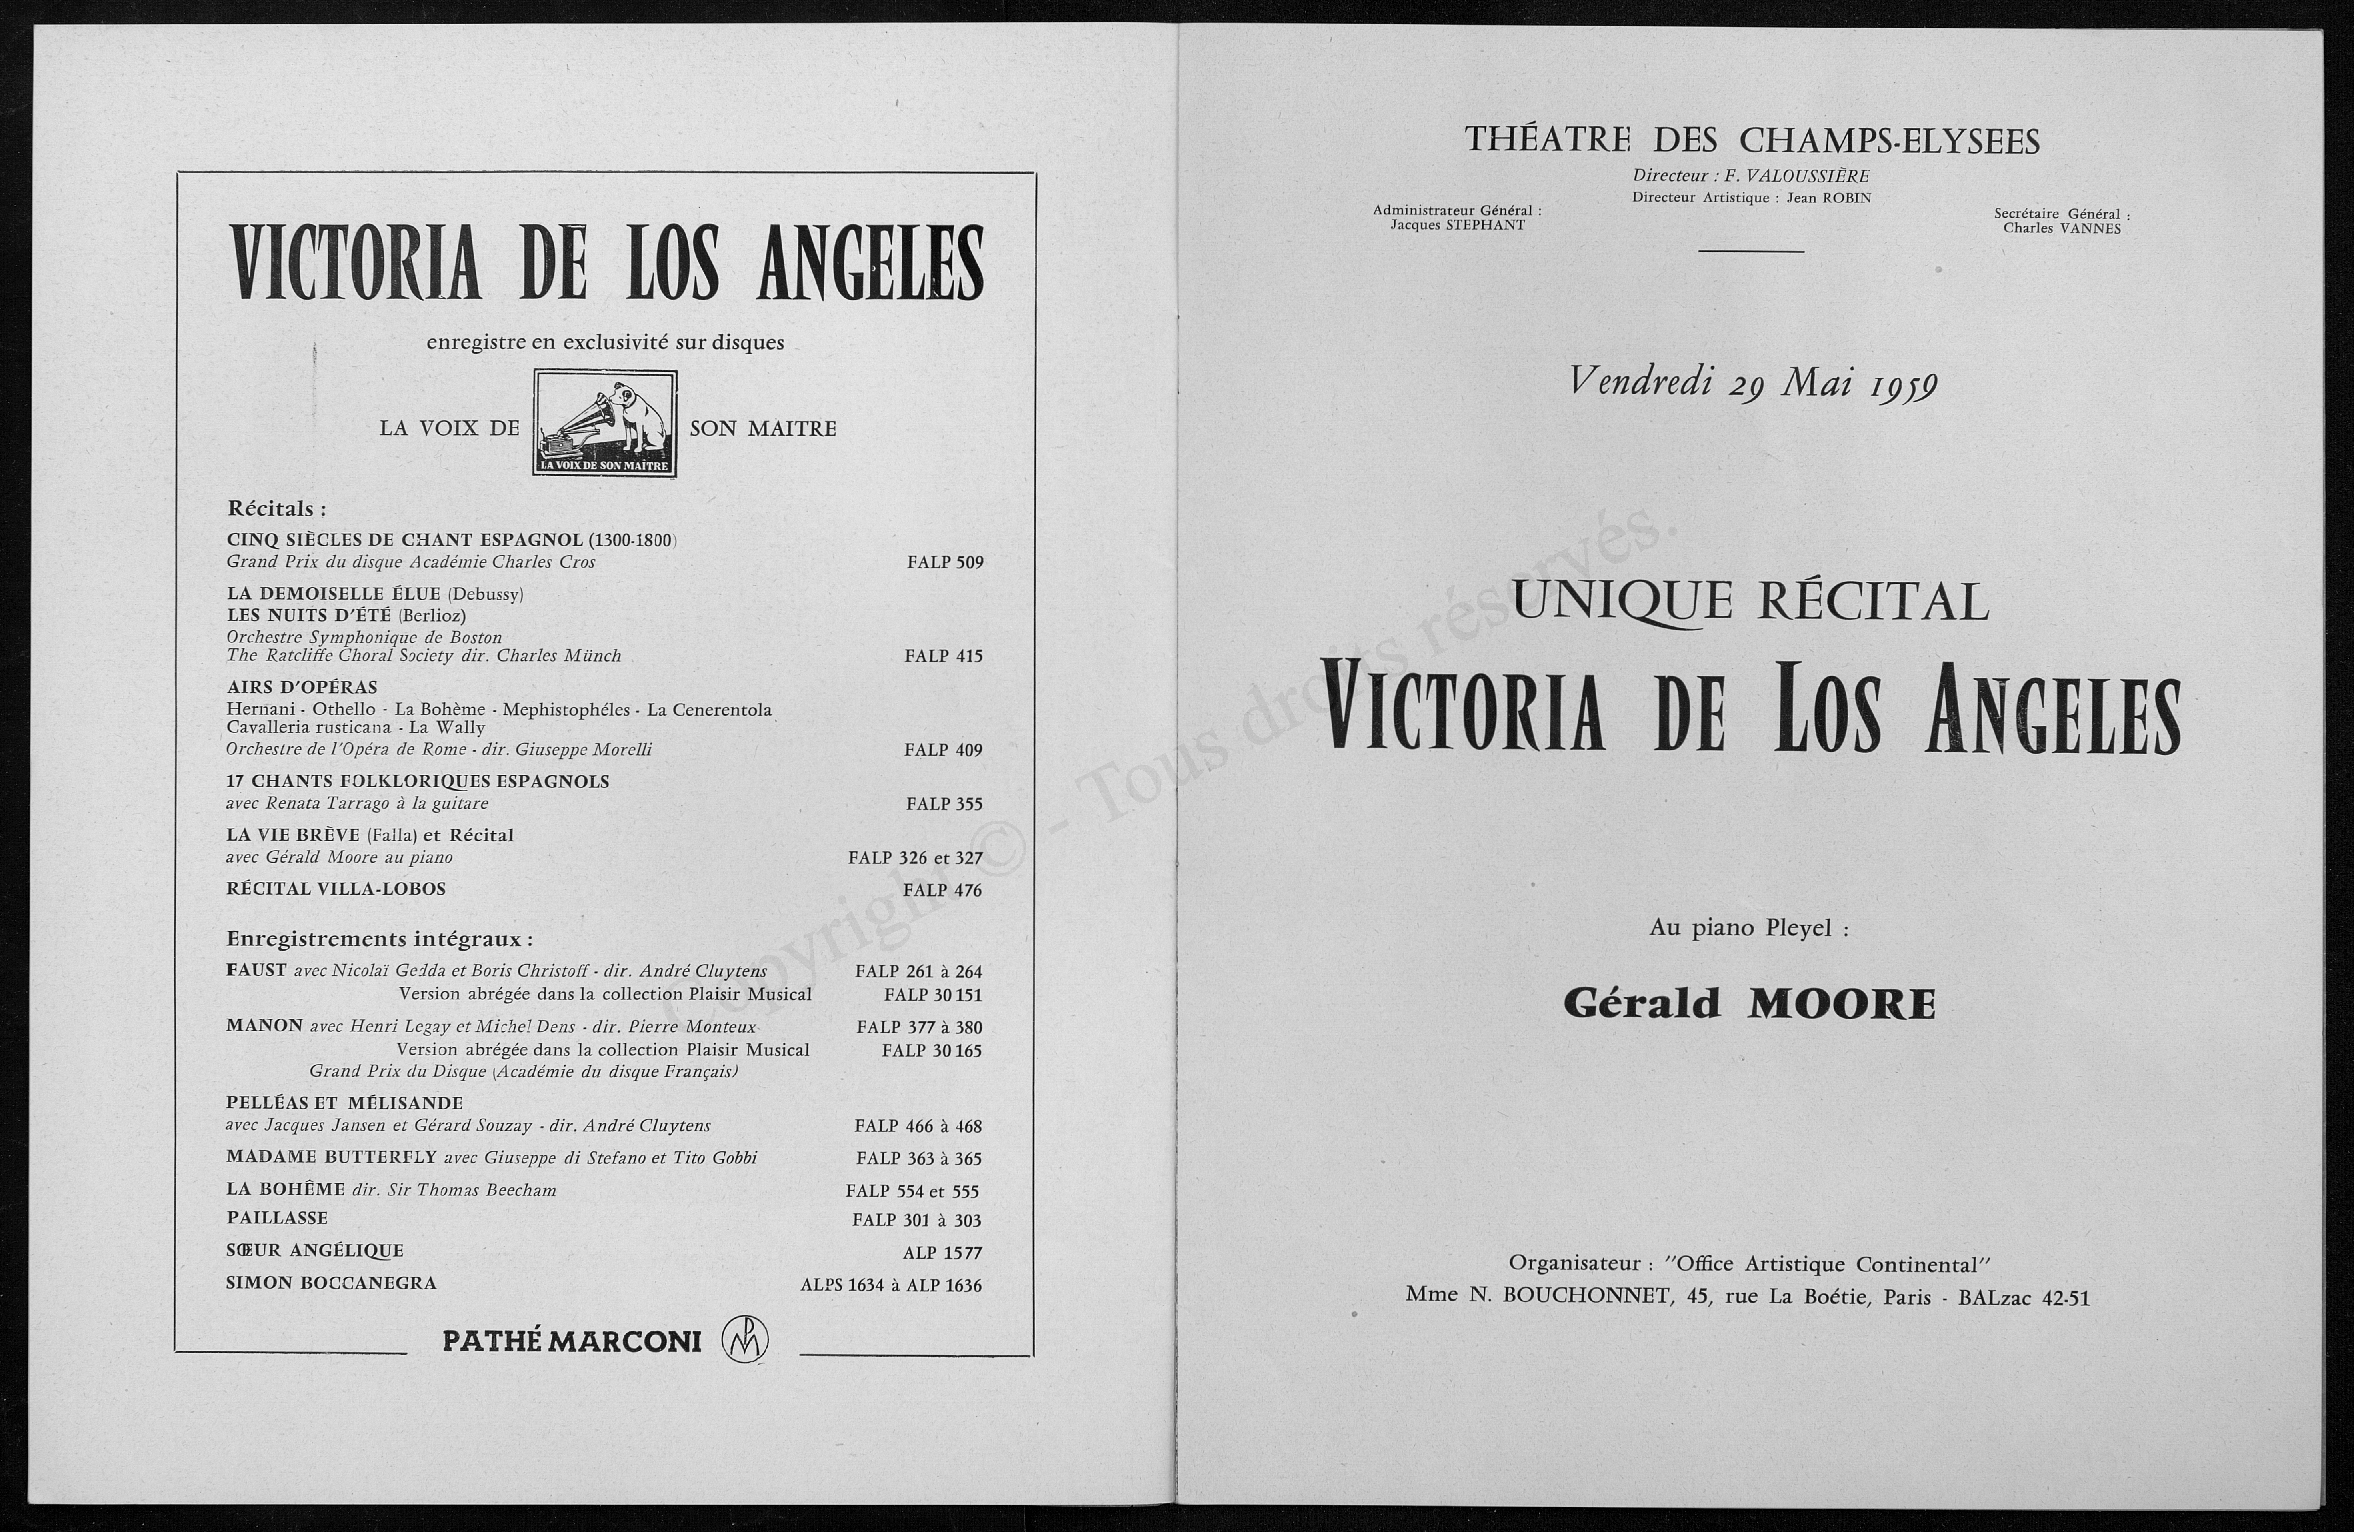 VICTORIA DE LOS ANGELES
enregistre en exclusivité sur disques
LA VOIX DE SON MAITRE
LA VOIX DE SON MAÎTRE
Récitals :
CINQ SIÈCLES DE CHANT ESPAGNOL (1300-1800)
Grand Prix du disque Académie Charles Cros FALP 509
LA DEMOISELLE ÉLUE (Debussy)
LES NUITS D'ÉTÉ (Berlioz)
Orchestre Symphonique de Boston
The Ratcliffe Choral Society dir. Charles Münch FALP 415
AIRS D'OPÉRAS
Hernani - Othello - La Bohème - Mephistophéles - La Cenerentola
Cavalleria rusticana - La Wally
Orchestre de l'Opéra de Rome - dir. Giuseppe Morelli FALP 409
17 CHANTS FOLKLORIQUES ESPAGNOLS
avec Renata Tarrago à la guitare FALP 355
LA VIE BRÈVE (Falla) et Récital
avec Gérald Moore au piano FALP 326 et 327
RÉCITAL VILLA-LOBOS FALP 476
Enregistrements intégraux :
FAUST avec Nicolaï Gedda et Boris Christoff - dir. André Cluytens FALP 261 à 264
Version abrégée dans la collection Plaisir Musical FALP 30151
MANON avec Henri Legay et Michel Dens - dir. Pierre Monteux FALP 377 à 380
Version abrégée dans la collection Plaisir Musical FALP 30165
Grand Prix du Disque (Académie du disque Français)
PELLÉAS ET MÉLISANDE
avec Jacques Jansen et Gérard Souzay - dir. André Cluytens FALP 466 à 468
MADAME BUTTERFLY avec Giuseppe di Stefano et Tito Gobbi FALP 363 à 365
LA BOHÊME dir. Sir Thomas Beecham FALP 554 et 555
PAILLASSE FALP 301 à 303
SŒUR ANGÉLIQUE ALP 1577
SIMON BOCCANEGRA ALPS 1634 à ALP 1636
PATHÉ MARCONI PM
THÉATRE DES CHAMPS-ELYSEES
Directeur : F. VALOUSSIÈRE
Directeur Artistique : Jean ROBIN
Administrateur Général :
Jacques STEPHANT
Secrétaire Général :
Charles VANNES
Vendredi 29 Mai 1959
UNIQUE RÉCITAL
VICTORIA DE LOS ANGELES
Au piano Pleyel :
Gérald MOORE
Organisateur : "Office Artistique Continental"
Mme N. BOUCHONNET, 45, rue La Boétie, Paris - BALzac 42-51
Copyright © - Tous droits réservés.